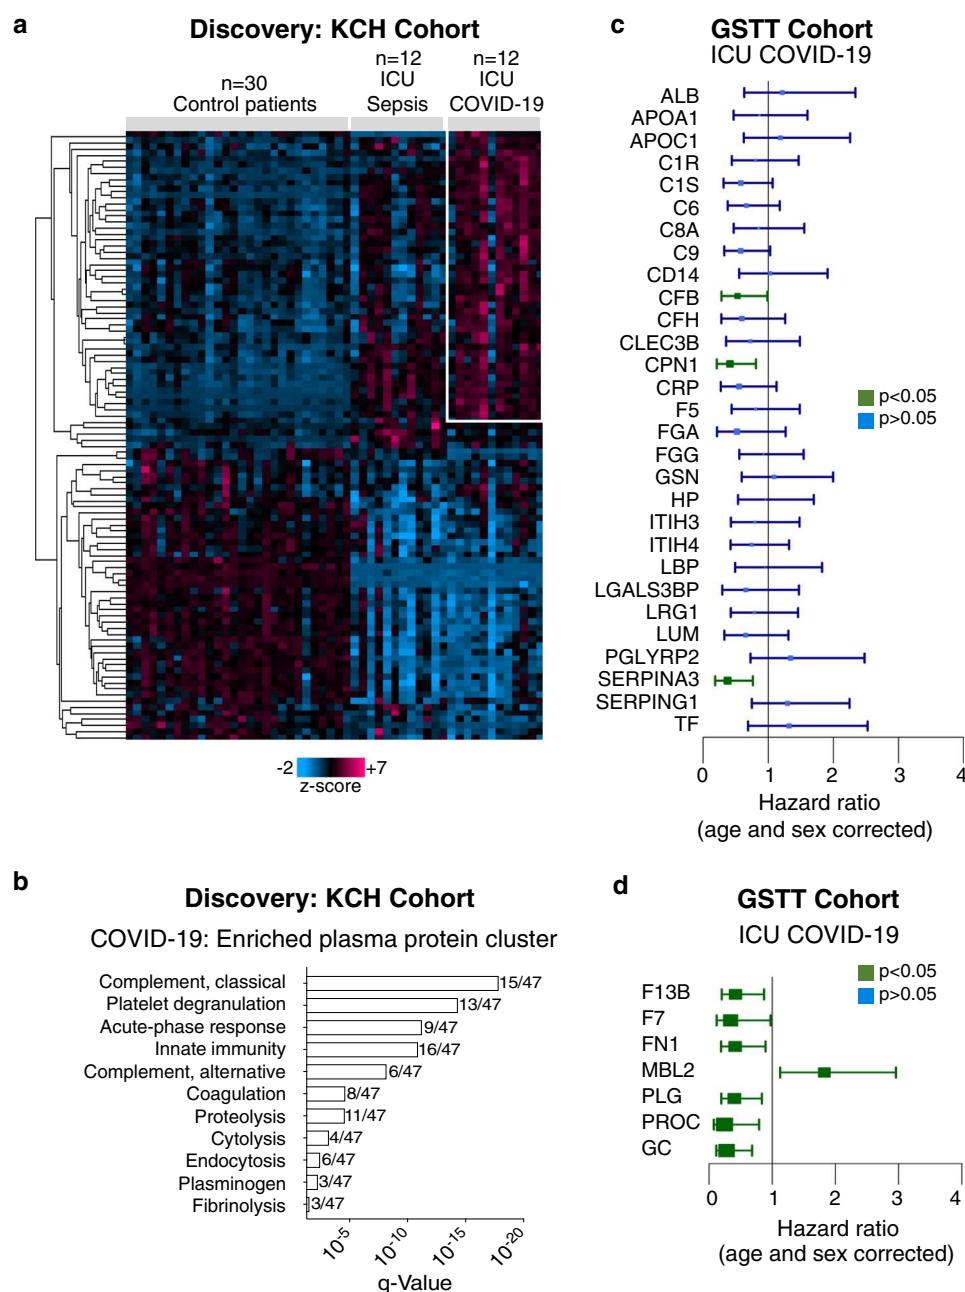 a
Discovery: KCH Cohort
n=30
Control patients
n=12
ICU
Sepsis
n=12
ICU
COVID-19
-2
+7
z-score
b
Discovery: KCH Cohort
COVID-19: Enriched plasma protein cluster
Complement, classical 15/47
Platelet degranulation 13/47
Acute-phase response 9/47
Innate immunity 16/47
Complement, alternative 6/47
Coagulation 8/47
Proteolysis 11/47
Cytolysis 4/47
Endocytosis 6/47
Plasminogen 3/47
Fibrinolysis 3/47
10-5 10-10 10-15 10-20
q-Value
c
GSTT Cohort
ICU COVID-19
ALB
APOA1
APOC1
C1R
C1S
C6
C8A
C9
CD14
CFB
CFH
CLEC3B
CPN1
CRP
F5
FGA
FGG
GSN
HP
ITIH3
ITIH4
LBP
LGALS3BP
LRG1
LUM
PGLYRP2
SERPINA3
SERPING1
TF
p<0.05
p>0.05
0 1 2 3 4
Hazard ratio
(age and sex corrected)
d
GSTT Cohort
ICU COVID-19
p<0.05
p>0.05
F13B
F7
FN1
MBL2
PLG
PROC
GC
0 1 2 3 4
Hazard ratio
(age and sex corrected)